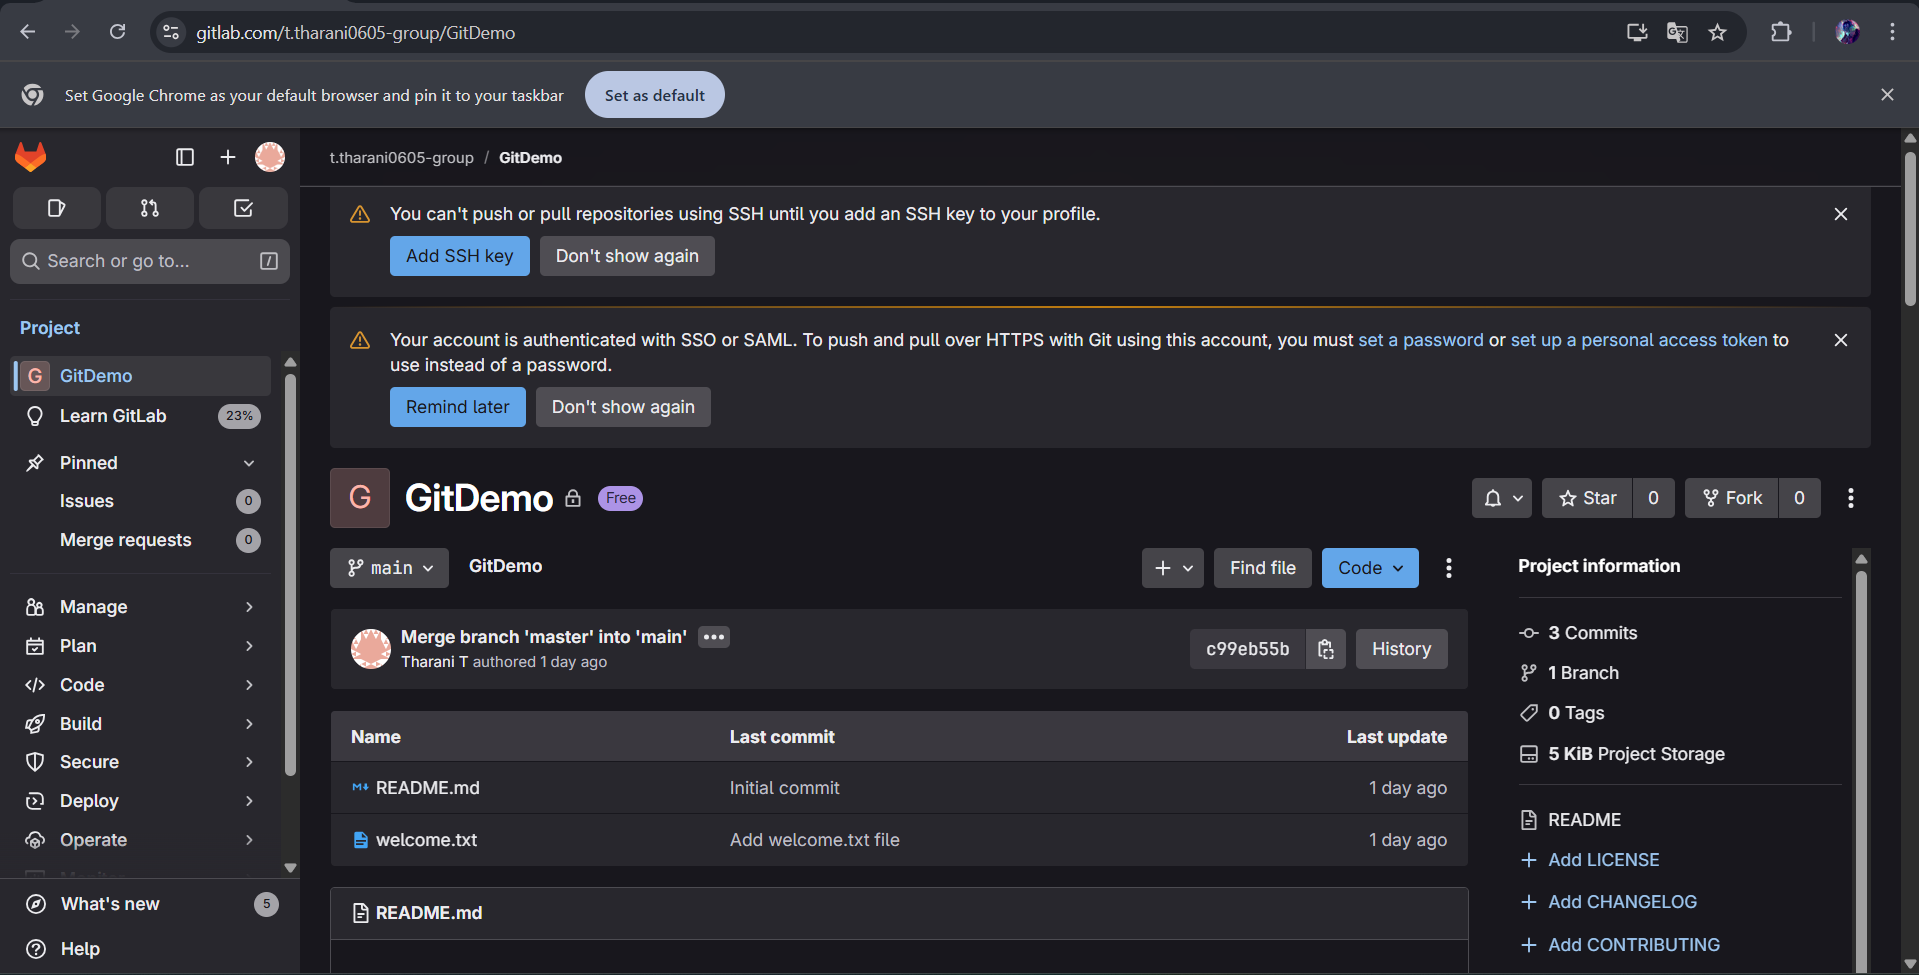 gitlab.com/t.tharani0605-group/GitDemo
Set Google Chrome as your default browser and pin it to your taskbar
Set as default
Search or go to...
/
Project
G GitDemo
Learn GitLab 23%
Pinned
Issues 0
Merge requests 0
Manage
Plan
Code
Build
Secure
Deploy
Operate
What's new 5
Help
t.tharani0605-group / GitDemo
You can't push or pull repositories using SSH until you add an SSH key to your profile.
Add SSH key Don't show again
Your account is authenticated with SSO or SAML. To push and pull over HTTPS with Git using this account, you must set a password or set up a personal access token to
use instead of a password.
Remind later Don't show again
G GitDemo Free
Star 0 Fork 0
main GitDemo Find file Code
Merge branch 'master' into 'main'
Tharani T authored 1 day ago
c99eb55b History
Name Last commit Last update
README.md Initial commit 1 day ago
welcome.txt Add welcome.txt file 1 day ago
README.md
Project information
3 Commits
1 Branch
0 Tags
5 KiB Project Storage
README
+ Add LICENSE
+ Add CHANGELOG
+ Add CONTRIBUTING